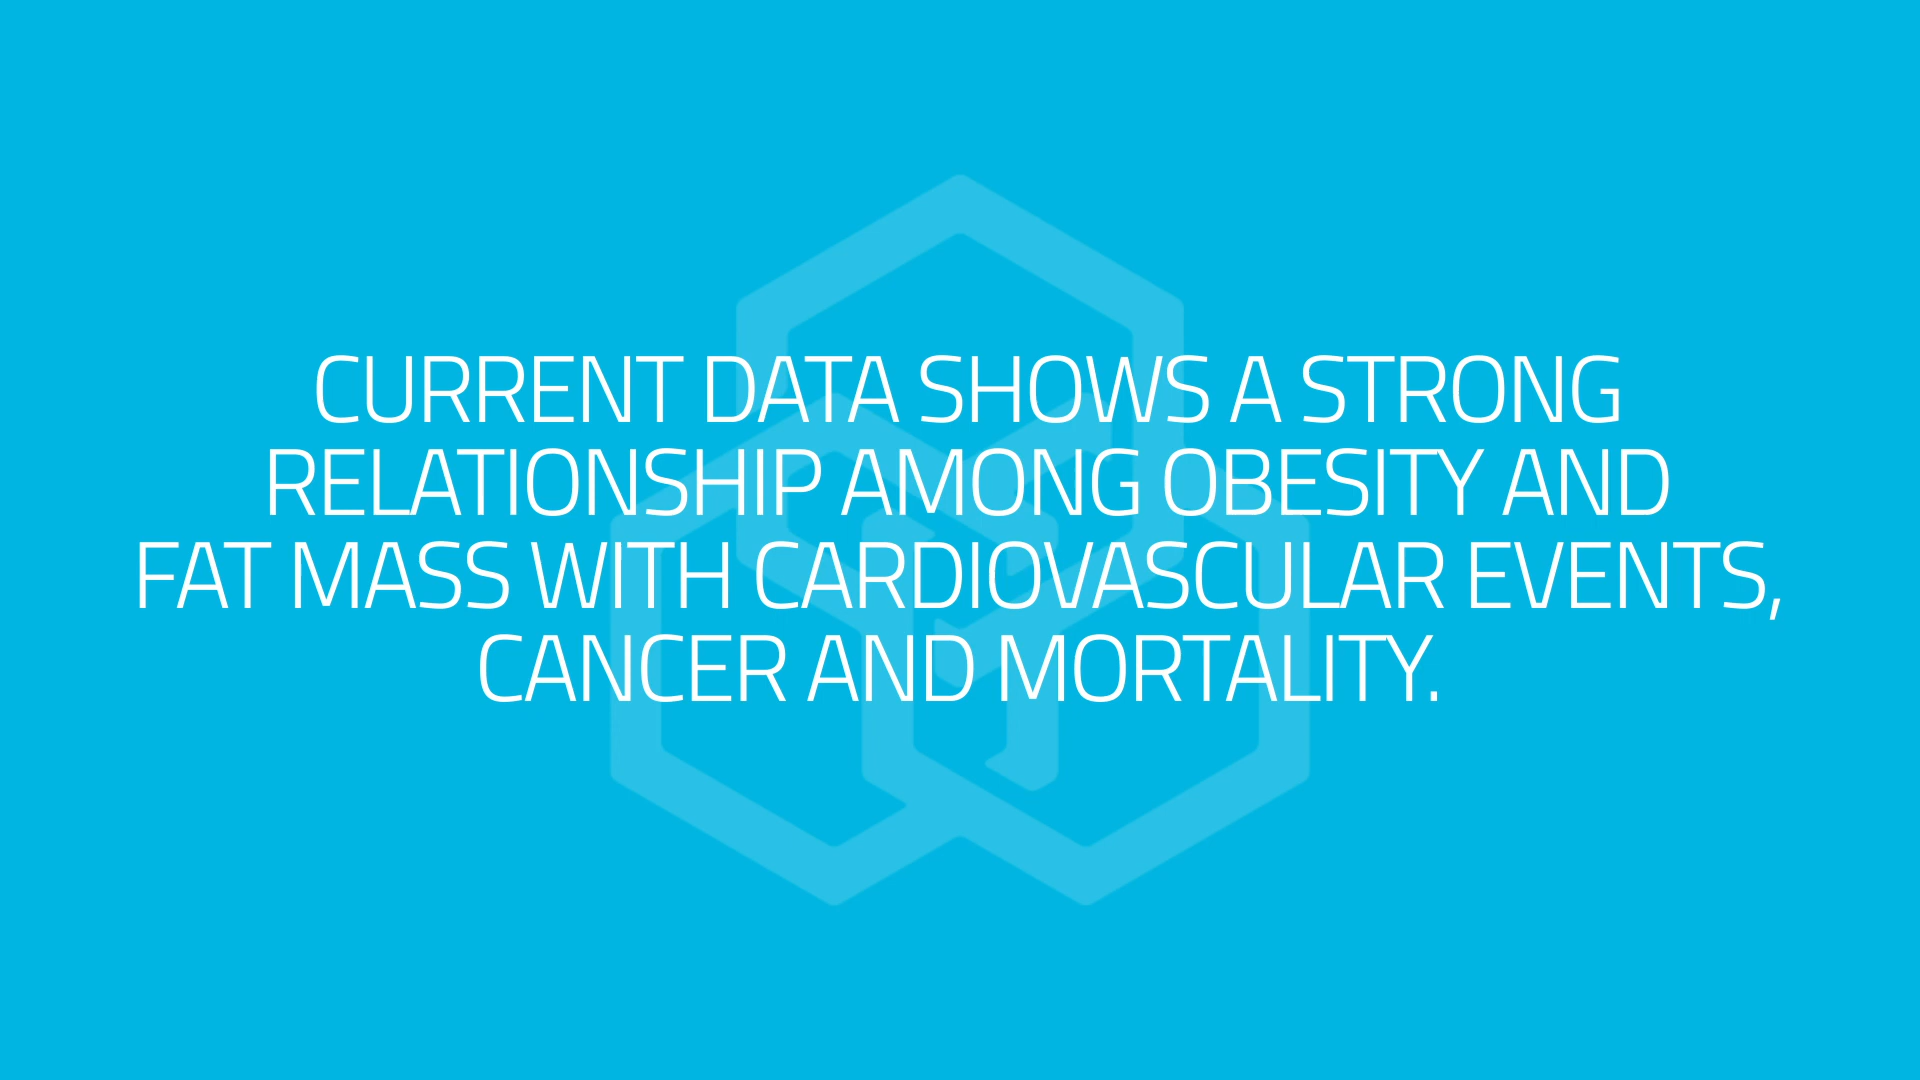 CURRENT DATA SHOWS A STRONG
RELATIONSHIP AMONG OBESITY AND
FAT MASS WITH CARDIOVASCULAR EVENTS,
CANCER AND MORTALITY.